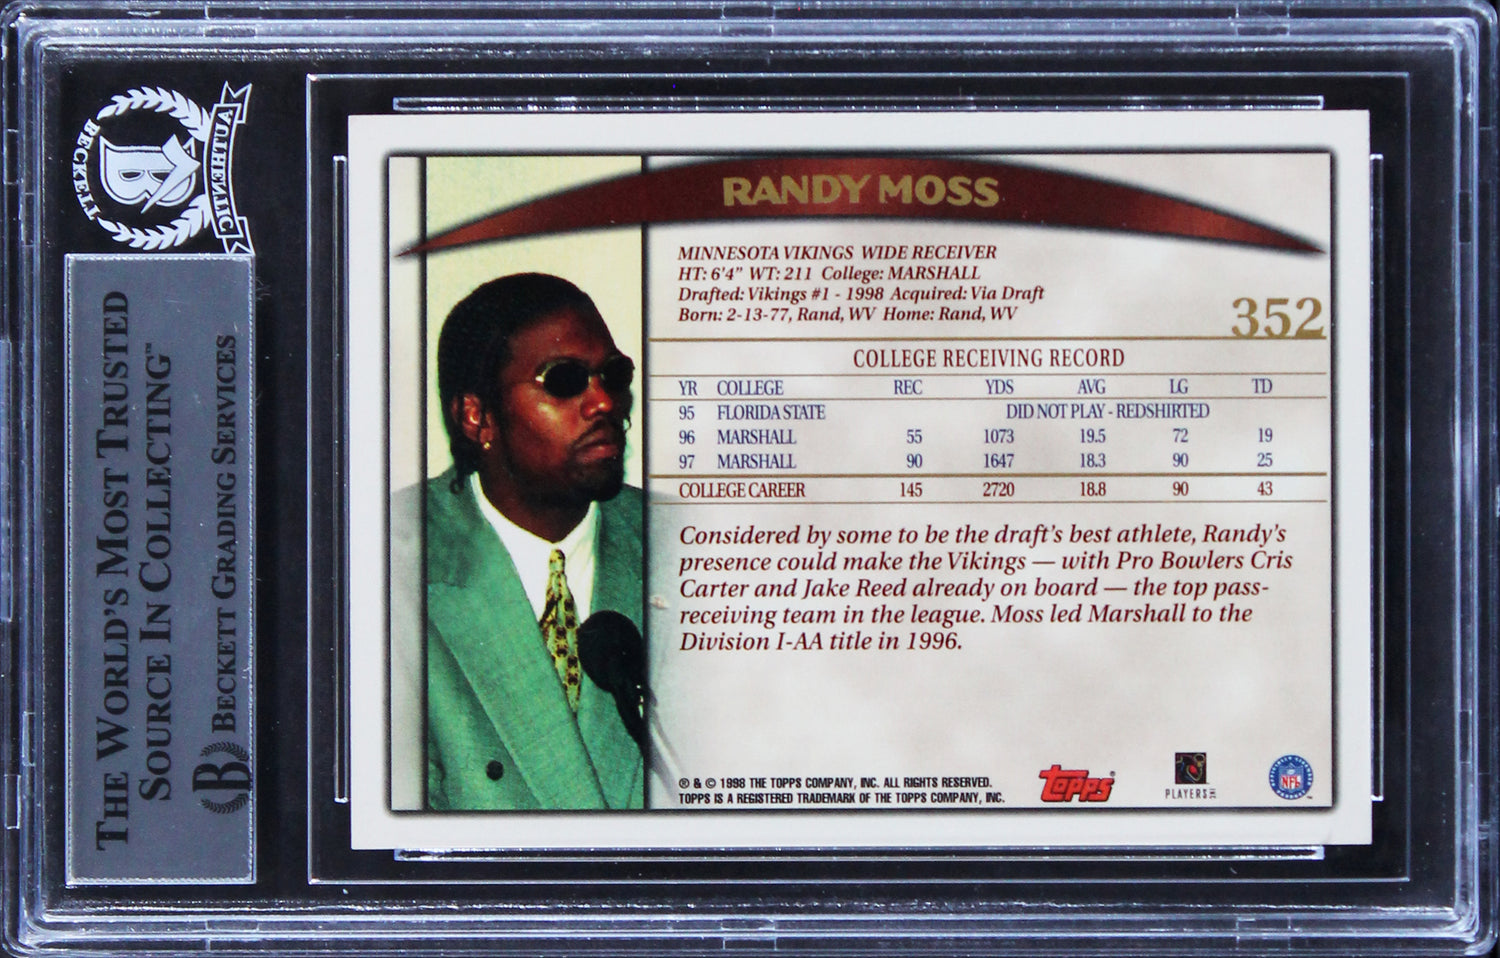 BECKETT
AUTHENTIC
B
THE WORLD'S MOST TRUSTED
SOURCE IN COLLECTING™
BECKETT GRADING SERVICES
B
RANDY MOSS
MINNESOTA VIKINGS WIDE RECEIVER
HT: 6'4" WT: 211 College: MARSHALL
Drafted: Vikings #1 - 1998 Acquired: Via Draft
Born: 2-13-77, Rand, WV Home: Rand, WV
352
COLLEGE RECEIVING RECORD
YR COLLEGE REC YDS AVG LG TD
95 FLORIDA STATE DID NOT PLAY - REDSHIRTED
96 MARSHALL 55 1073 19.5 72 19
97 MARSHALL 90 1647 18.3 90 25
COLLEGE CAREER 145 2720 18.8 90 43
Considered by some to be the draft's best athlete, Randy's
presence could make the Vikings — with Pro Bowlers Cris
Carter and Jake Reed already on board — the top pass-
receiving team in the league. Moss led Marshall to the
Division I-AA title in 1996.
® & © 1998 THE TOPPS COMPANY, INC. ALL RIGHTS RESERVED.
TOPPS IS A REGISTERED TRADEMARK OF THE TOPPS COMPANY, INC.
topps®
PLAYERS
NFL